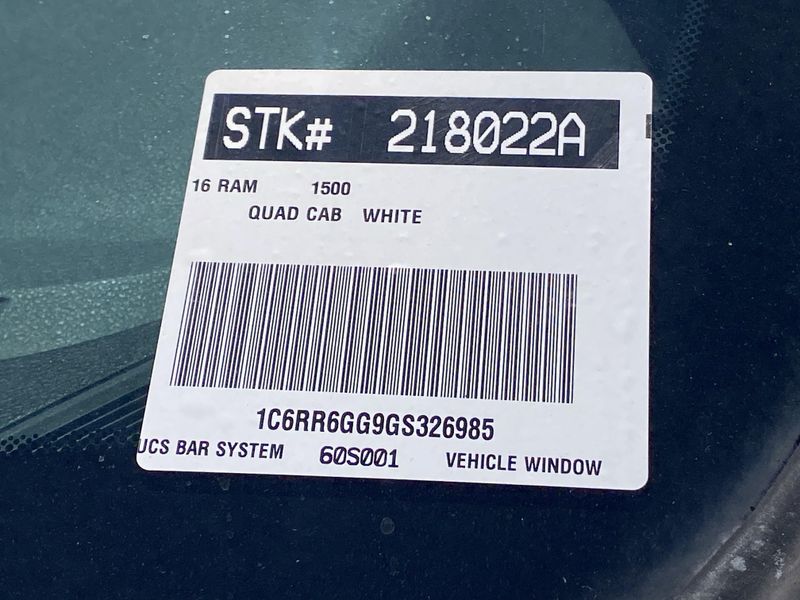 STK# 218022A
16 RAM 1500
QUAD CAB WHITE
1C6RR6GG9GS326985
UCS BAR SYSTEM 60S001 VEHICLE WINDOW